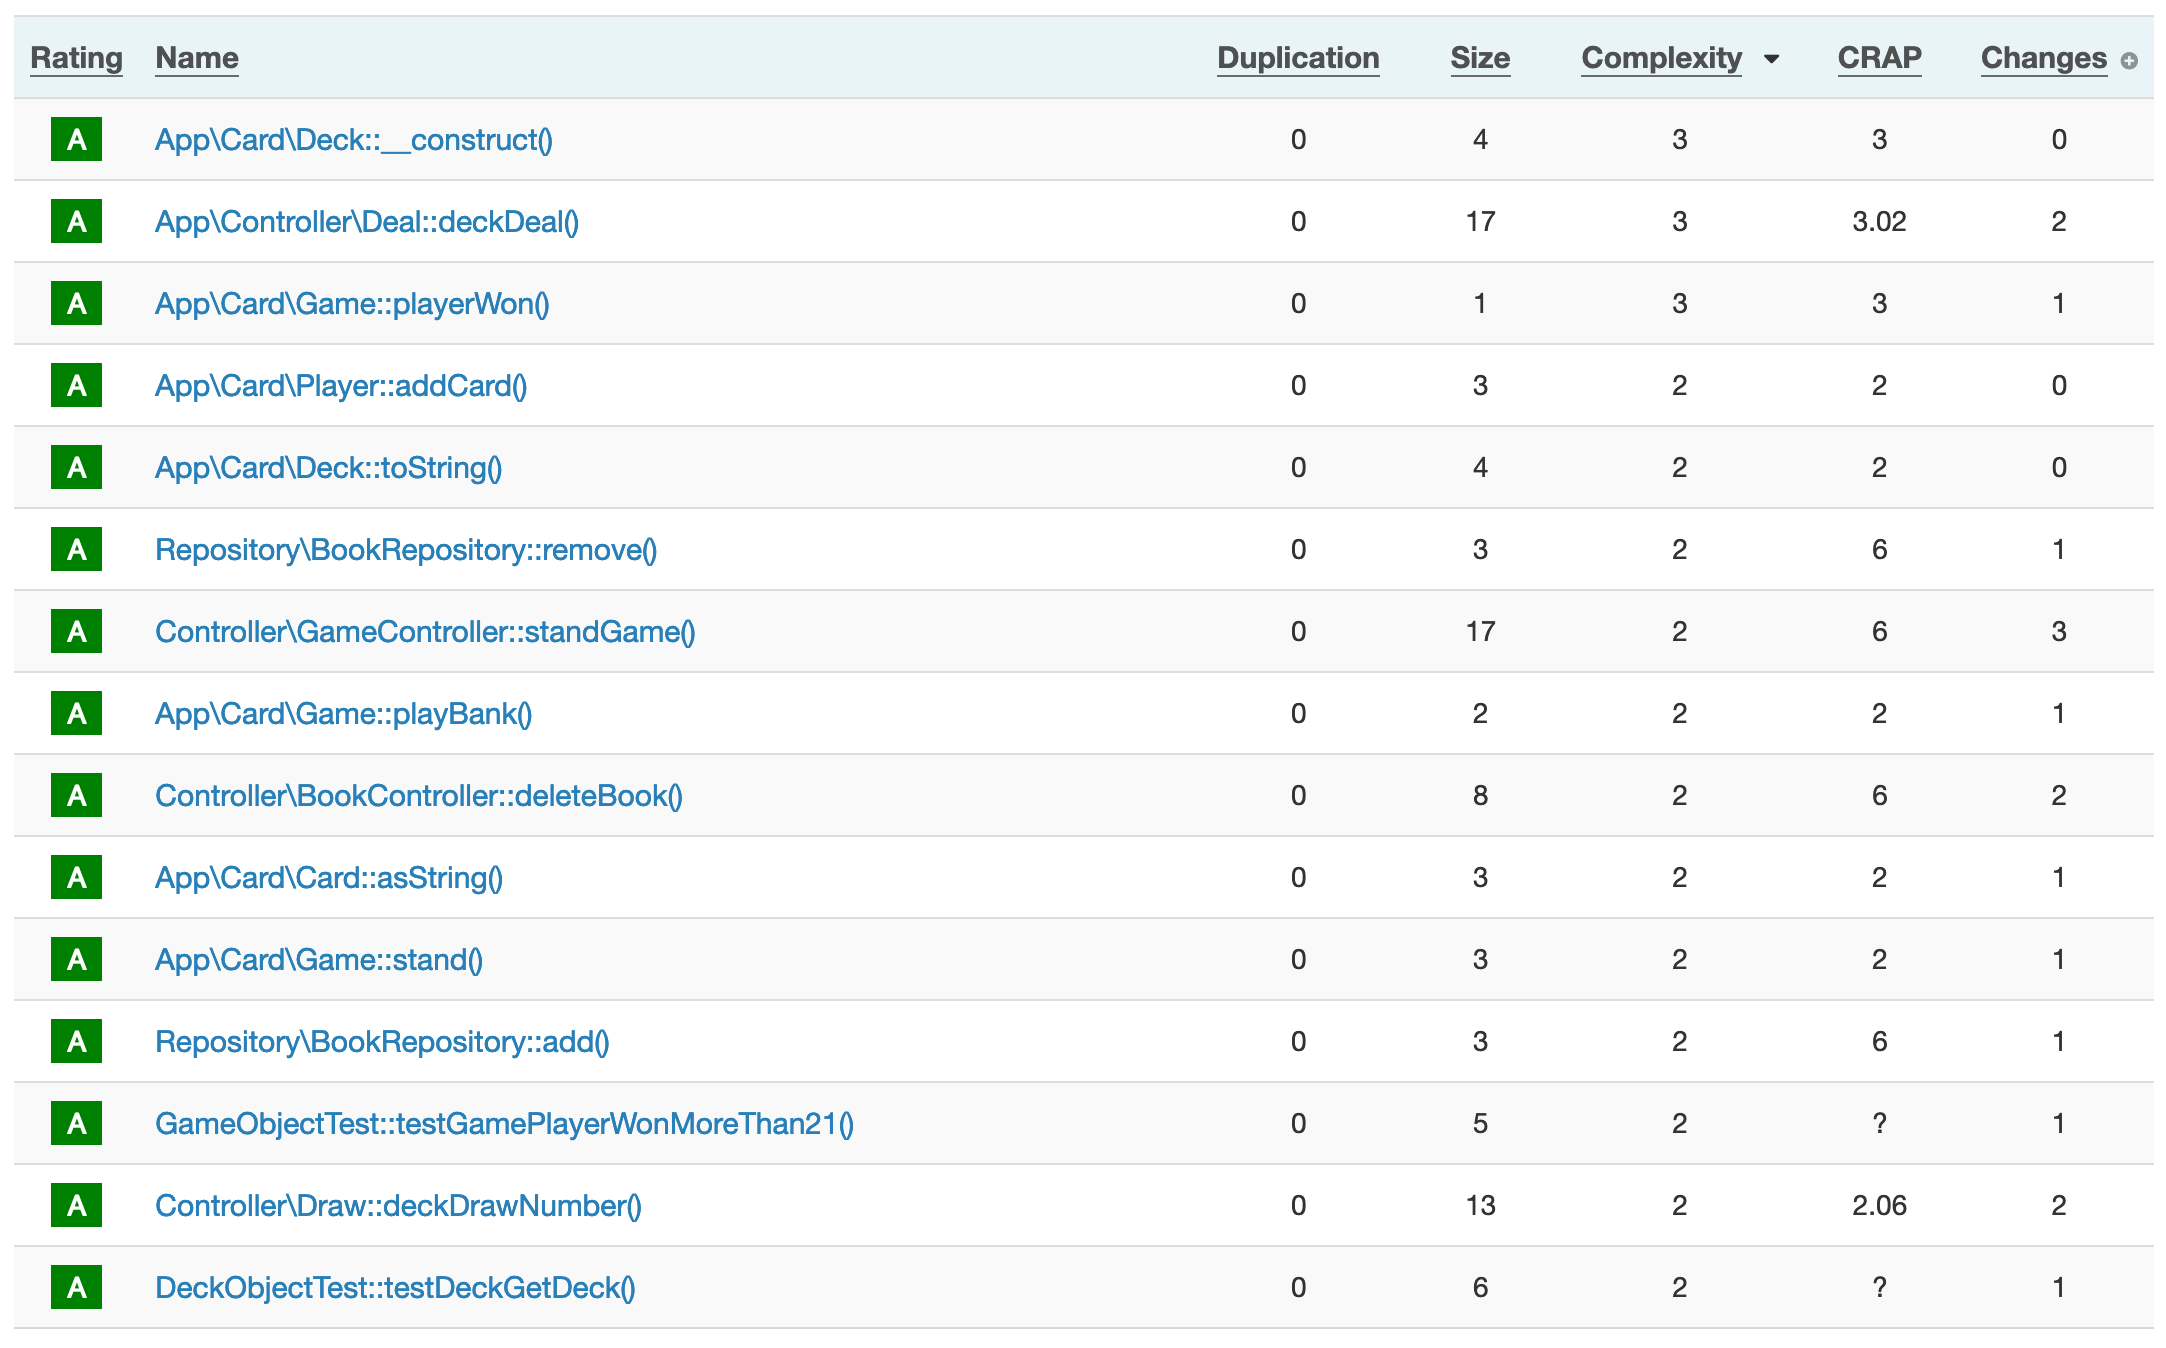 Rating Name Duplication Size Complexity CRAP Changes
A App\Card\Deck::__construct() 0 4 3 3 0
A App\Controller\Deal::deckDeal() 0 17 3 3.02 2
A App\Card\Game::playerWon() 0 1 3 3 1
A App\Card\Player::addCard() 0 3 2 2 0
A App\Card\Deck::toString() 0 4 2 2 0
A Repository\BookRepository::remove() 0 3 2 6 1
A Controller\GameController::standGame() 0 17 2 6 3
A App\Card\Game::playBank() 0 2 2 2 1
A Controller\BookController::deleteBook() 0 8 2 6 2
A App\Card\Card::asString() 0 3 2 2 1
A App\Card\Game::stand() 0 3 2 2 1
A Repository\BookRepository::add() 0 3 2 6 1
A GameObjectTest::testGamePlayerWonMoreThan21() 0 5 2 ? 1
A Controller\Draw::deckDrawNumber() 0 13 2 2.06 2
A DeckObjectTest::testDeckGetDeck() 0 6 2 ? 1